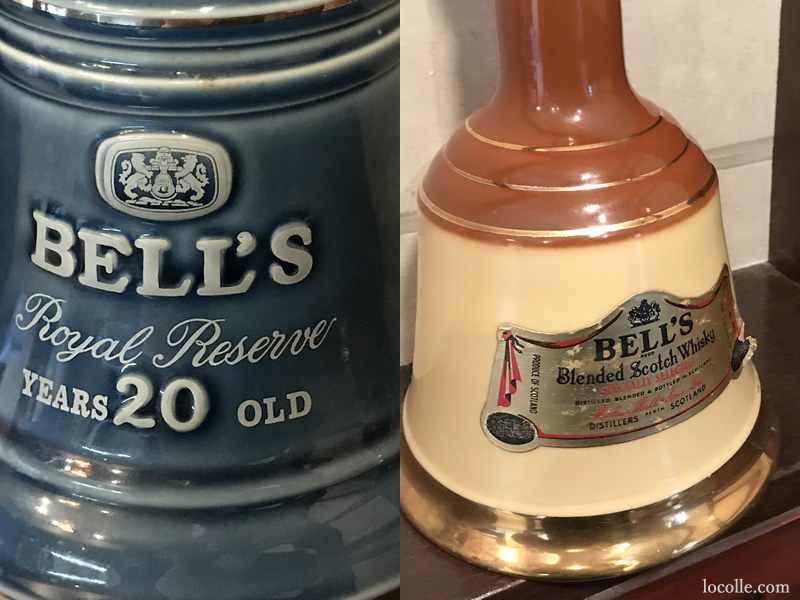 BELL'S
Royal Reserve
YEARS 20 OLD
BELL'S
Blended Scotch Whisky
SPECIALLY SELECTED
DISTILLED BLENDED & BOTTLED IN SCOTLAND
DISTILLERS PERTH SCOTLAND
PRODUCE OF SCOTLAND
locolle.com